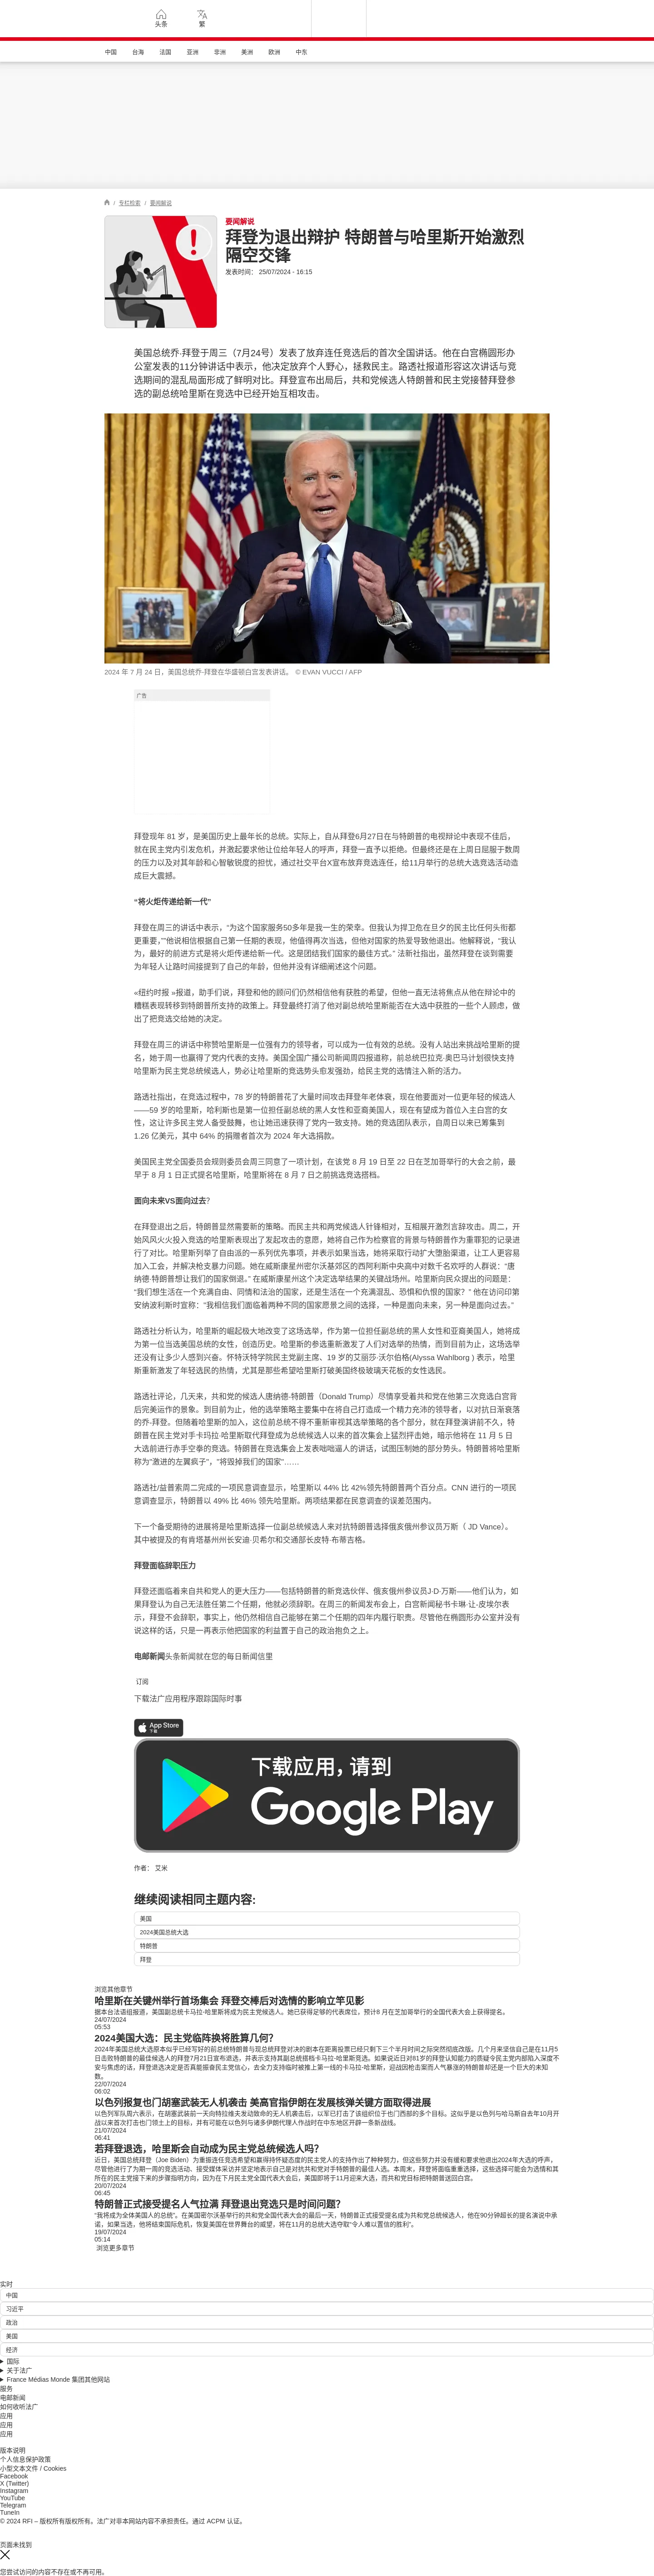 头条
繁
中国 台海 法国 亚洲 非洲 美洲 欧洲 中东
/ 专栏检索 / 要闻解说
要闻解说
拜登为退出辩护 特朗普与哈里斯开始激烈
隔空交锋
发表时间： 25/07/2024 - 16:15
美国总统乔·拜登于周三（7月24号）发表了放弃连任竞选后的首次全国讲话。他在白宫椭圆形办
公室发表的11分钟讲话中表示，他决定放弃个人野心，拯救民主。路透社报道形容这次讲话与竞
选期间的混乱局面形成了鲜明对比。拜登宣布出局后，共和党候选人特朗普和民主党接替拜登参
选的副总统哈里斯在竞选中已经开始互相攻击。
2024 年 7 月 24 日，美国总统乔-拜登在华盛顿白宫发表讲话。 © EVAN VUCCI / AFP
广告
拜登现年 81 岁，是美国历史上最年长的总统。实际上，自从拜登6月27日在与特朗普的电视辩论中表现不佳后，
就在民主党内引发危机，并激起要求他让位给年轻人的呼声，拜登一直予以拒绝。但最终还是在上周日屈服于数周
的压力以及对其年龄和心智敏锐度的担忧，通过社交平台X宣布放弃竞选连任，给11月举行的总统大选竞选活动造
成巨大震撼。
“将火炬传递给新一代”
拜登在周三的讲话中表示，“为这个国家服务50多年是我一生的荣幸。但我认为捍卫危在旦夕的民主比任何头衔都
更重要，”“他说相信根据自己第一任期的表现，他值得再次当选，但他对国家的热爱导致他退出。他解释说，“我认
为，最好的前进方式是将火炬传递给新一代。这是团结我们国家的最佳方式。” 法新社指出，虽然拜登在谈到需要
为年轻人让路时间接提到了自己的年龄，但他并没有详细阐述这个问题。
«纽约时报 »报道，助手们说，拜登和他的顾问们仍然相信他有获胜的希望，但他一直无法将焦点从他在辩论中的
糟糕表现转移到特朗普所支持的政策上。拜登最终打消了他对副总统哈里斯能否在大选中获胜的一些个人顾虑，做
出了把竞选交给她的决定。
拜登在周三的讲话中称赞哈里斯是一位强有力的领导者，可以成为一位有效的总统。没有人站出来挑战哈里斯的提
名，她于周一也赢得了党内代表的支持。美国全国广播公司新闻周四报道称，前总统巴拉克·奥巴马计划很快支持
哈里斯为民主党总统候选人，势必让哈里斯的竞选势头愈发强劲，给民主党的选情注入新的活力。
路透社指出，在竞选过程中，78 岁的特朗普花了大量时间攻击拜登年老体衰，现在他要面对一位更年轻的候选人
——59 岁的哈里斯，哈利斯也是第一位担任副总统的黑人女性和亚裔美国人，现在有望成为首位入主白宫的女
性，这让许多民主党人备受鼓舞，也让她迅速获得了党内一致支持。她的竞选团队表示，自周日以来已筹集到
1.26 亿美元，其中 64% 的捐赠者首次为 2024 年大选捐款。
美国民主党全国委员会规则委员会周三同意了一项计划，在该党 8 月 19 日至 22 日在芝加哥举行的大会之前，最
早于 8 月 1 日正式提名哈里斯，哈里斯将在 8 月 7 日之前挑选竞选搭档。
面向未来VS面向过去？
在拜登退出之后，特朗普显然需要新的策略。而民主共和两党候选人针锋相对，互相展开激烈言辞攻击。周二，开
始风风火火投入竞选的哈里斯表现出了发起攻击的意愿，她将自己作为检察官的背景与特朗普作为重罪犯的记录进
行了对比。哈里斯列举了自由派的一系列优先事项，并表示如果当选，她将采取行动扩大堕胎渠道，让工人更容易
加入工会，并解决枪支暴力问题。她在威斯康星州密尔沃基郊区的西阿利斯中央高中对数千名欢呼的人群说：“唐
纳德·特朗普想让我们的国家倒退。” 在威斯康星州这个决定选举结果的关键战场州。哈里斯向民众提出的问题是：
“我们想生活在一个充满自由、同情和法治的国家，还是生活在一个充满混乱、恐惧和仇恨的国家？“ 他在访问印第
安纳波利斯时宣称：“我相信我们面临着两种不同的国家愿景之间的选择，一种是面向未来，另一种是面向过去。”
路透社分析认为，哈里斯的崛起极大地改变了这场选举，作为第一位担任副总统的黑人女性和亚裔美国人，她将成
为第一位当选美国总统的女性，创造历史。哈里斯的参选重新激发了人们对选举的热情，而到目前为止，这场选举
还没有让多少人感到兴奋。怀特沃特学院民主党副主席、19 岁的艾丽莎·沃尔伯格(Alyssa Wahlborg ) 表示，哈里
斯重新激发了年轻选民的热情，尤其是那些希望哈里斯打破美国终极玻璃天花板的女性选民。
路透社评论，几天来，共和党的候选人唐纳德-特朗普（Donald Trump）尽情享受着共和党在他第三次竞选白宫背
后完美运作的景象。到目前为止，他的选举策略主要集中在将自己打造成一个精力充沛的领导者，以对抗日渐衰落
的乔-拜登。但随着哈里斯的加入，这位前总统不得不重新审视其选举策略的各个部分，就在拜登演讲前不久，特
朗普在民主党对手卡玛拉·哈里斯取代拜登成为总统候选人以来的首次集会上猛烈抨击她，暗示他将在 11 月 5 日
大选前进行赤手空拳的竞选。特朗普在竞选集会上发表咄咄逼人的讲话，试图压制她的部分势头。特朗普将哈里斯
称为"激进的左翼疯子"，"将毁掉我们的国家"……
路透社/益普索周二完成的一项民意调查显示，哈里斯以 44% 比 42%领先特朗普两个百分点。CNN 进行的一项民
意调查显示，特朗普以 49% 比 46% 领先哈里斯。两项结果都在民意调查的误差范围内。
下一个备受期待的进展将是哈里斯选择一位副总统候选人来对抗特朗普选择俄亥俄州参议员万斯（ JD Vance）。
其中被提及的有肯塔基州州长安迪·贝希尔和交通部长皮特·布蒂吉格。
拜登面临辞职压力
拜登还面临着来自共和党人的更大压力——包括特朗普的新竞选伙伴、俄亥俄州参议员J·D·万斯——他们认为，如
果拜登认为自己无法胜任第二个任期，他就必须辞职。在周三的新闻发布会上，白宫新闻秘书卡琳·让-皮埃尔表
示，拜登不会辞职，事实上，他仍然相信自己能够在第二个任期的四年内履行职责。尽管他在椭圆形办公室并没有
说这样的话，只是一再表示他把国家的利益置于自己的政治抱负之上。
电邮新闻头条新闻就在您的每日新闻信里
订阅
下载法广应用程序跟踪国际时事
App Store
下载
下载应用，请到
Google Play
作者： 艾米
继续阅读相同主题内容:
美国
2024美国总统大选
特朗普
拜登
浏览其他章节
哈里斯在关键州举行首场集会 拜登交棒后对选情的影响立竿见影
据本台法语组报道，美国副总统卡马拉·哈里斯将成为民主党候选人。她已获得足够的代表席位，预计8 月在芝加哥举行的全国代表大会上获得提名。
24/07/2024
05:53
2024美国大选：民主党临阵换将胜算几何？
2024年美国总统大选原本似乎已经写好的前总统特朗普与现总统拜登对决的剧本在距离投票已经只剩下三个半月时间之际突然彻底改版。几个月来坚信自己是在11月5
日击败特朗普的最佳候选人的拜登7月21日宣布退选，并表示支持其副总统搭档卡马拉·哈里斯竞选。如果说近日对81岁的拜登认知能力的质疑令民主党内部陷入深度不
安与焦虑的话，拜登退选决定是否真能振奋民主党信心，去全力支持临时被推上第一线的卡马拉·哈里斯，迎战因枪击案而人气暴涨的特朗普却还是一个巨大的未知
数。
22/07/2024
06:02
以色列报复也门胡塞武装无人机袭击 美高官指伊朗在发展核弹关键方面取得进展
以色列军队周六表示，在胡塞武装前一天向特拉维夫发动致命的无人机袭击后，以军已打击了该组织位于也门西部的多个目标。这似乎是以色列与哈马斯自去年10月开
战以来首次打击也门领土上的目标，并有可能在以色列与诸多伊朗代理人作战时在中东地区开辟一条新战线。
21/07/2024
06:41
若拜登退选，哈里斯会自动成为民主党总统候选人吗？
近日，美国总统拜登（Joe Biden）为重振连任竞选希望和赢得持怀疑态度的民主党人的支持作出了种种努力，但这些努力并没有缓和要求他退出2024年大选的呼声，
尽管他进行了为期一周的竞选活动、接受媒体采访并坚定地表示自己是对抗共和党对手特朗普的最佳人选。本周末，拜登将面临重重选择，这些选择可能会为选情和其
所在的民主党接下来的步骤指明方向，因为在下月民主党全国代表大会后，美国即将于11月迎来大选，而共和党目标把特朗普送回白宫。
20/07/2024
06:45
特朗普正式接受提名人气拉满 拜登退出竞选只是时间问题？
“我将成为全体美国人的总统”。在美国密尔沃基举行的共和党全国代表大会的最后一天，特朗普正式接受提名成为共和党总统候选人，他在90分钟超长的提名演说中承
诺，如果当选，他将结束国际危机，恢复美国在世界舞台的威望，将在11月的总统大选夺取“令人难以置信的胜利”。
19/07/2024
05:14
浏览更多章节
实时
中国
习近平
政治
美国
经济
国际
关于法广
France Médias Monde 集团其他网站
服务
电邮新闻
如何收听法广
应用
应用
应用
版本说明
个人信息保护政策
小型文本文件 / Cookies
Facebook
X (Twitter)
Instagram
YouTube
Telegram
TuneIn
© 2024 RFI – 版权所有版权所有。法广对非本网站内容不承担责任。通过 ACPM 认证。
页面未找到
您尝试访问的内容不存在或不再可用。